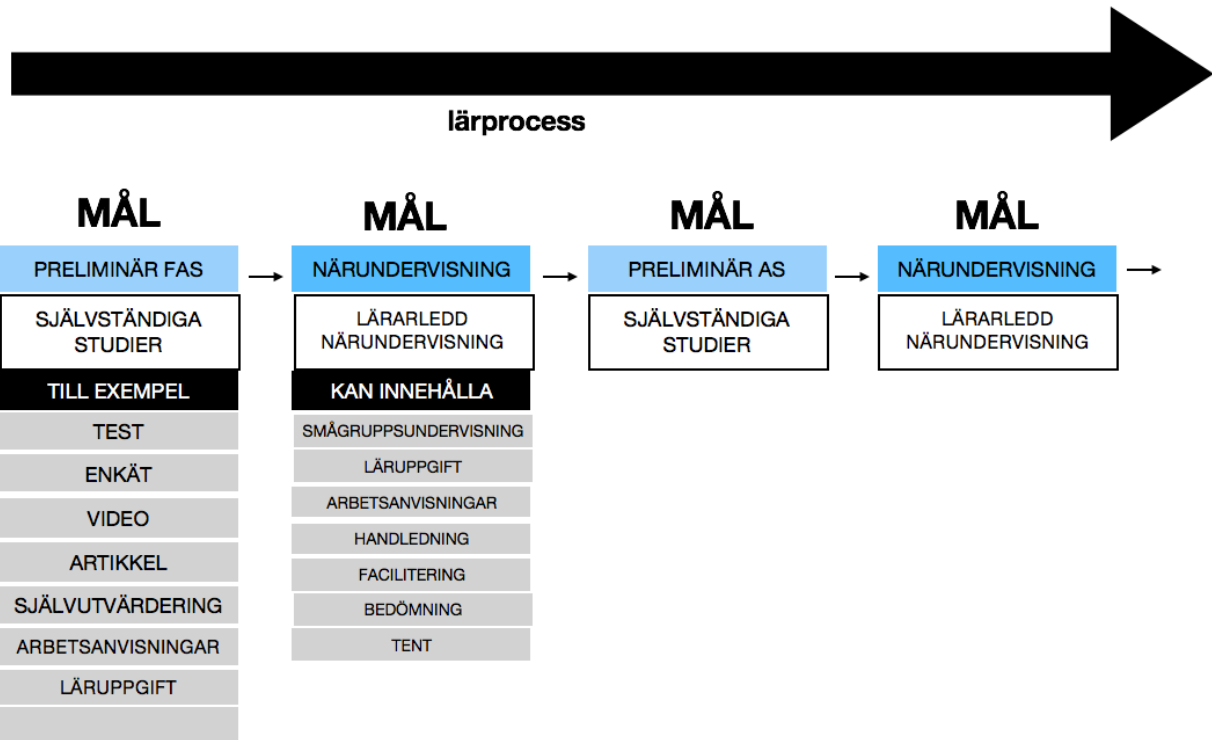 lärprocess
MÅL
PRELIMINÄR FAS
SJÄLVSTÄNDIGA
STUDIER
TILL EXEMPEL
TEST
ENKÄT
VIDEO
ARTIKKEL
SJÄLVUTVÄRDERING
ARBETSANVISNINGAR
LÄRUPPGIFT
MÅL
NÄRUNDERVISNING
LÄRARLEDD
NÄRUNDERVISNING
KAN INNEHÅLLA
SMÅGRUPPSUNDERVISNING
LÄRUPPGIFT
ARBETSANVISNINGAR
HANDLEDNING
FACILITERING
BEDÖMNING
TENT
MÅL
PRELIMINÄR AS
SJÄLVSTÄNDIGA
STUDIER
MÅL
NÄRUNDERVISNING
LÄRARLEDD
NÄRUNDERVISNING